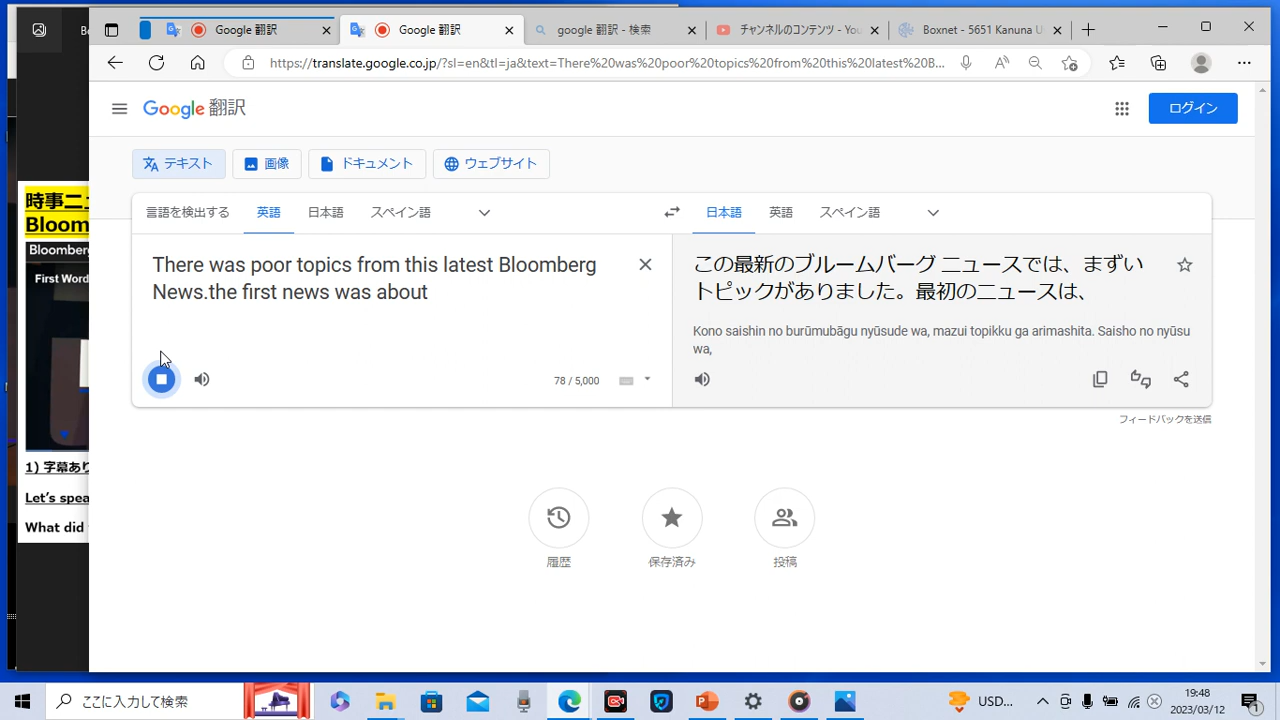 Google 翻訳
Google 翻訳
google 翻訳 - 検索
チャンネルのコンテンツ - You
Boxnet - 5651 Kanuna U
https://translate.google.co.jp/?sl=en&tl=ja&text=There%20was%20poor%20topics%20from%20this%20latest%20B...
Google 翻訳
ログイン
テキスト
画像
ドキュメント
ウェブサイト
言語を検出する
英語
日本語
スペイン語
日本語
英語
スペイン語
There was poor topics from this latest Bloomberg
News.the first news was about
この最新のブルームバーグ ニュースでは、まずい
トピックがありました。最初のニュースは、
Kono saishin no burūmubāgu nyūsude wa, mazui topikku ga arimashita. Saisho no nyūsu
wa,
78 / 5,000
フィードバックを送信
履歴
保存済み
投稿
時事ニュ
Bloom
Bloomberg
First Word
1) 字幕あり
Let's spea
What did
ここに入力して検索
USD...
19:48
2023/03/12
1